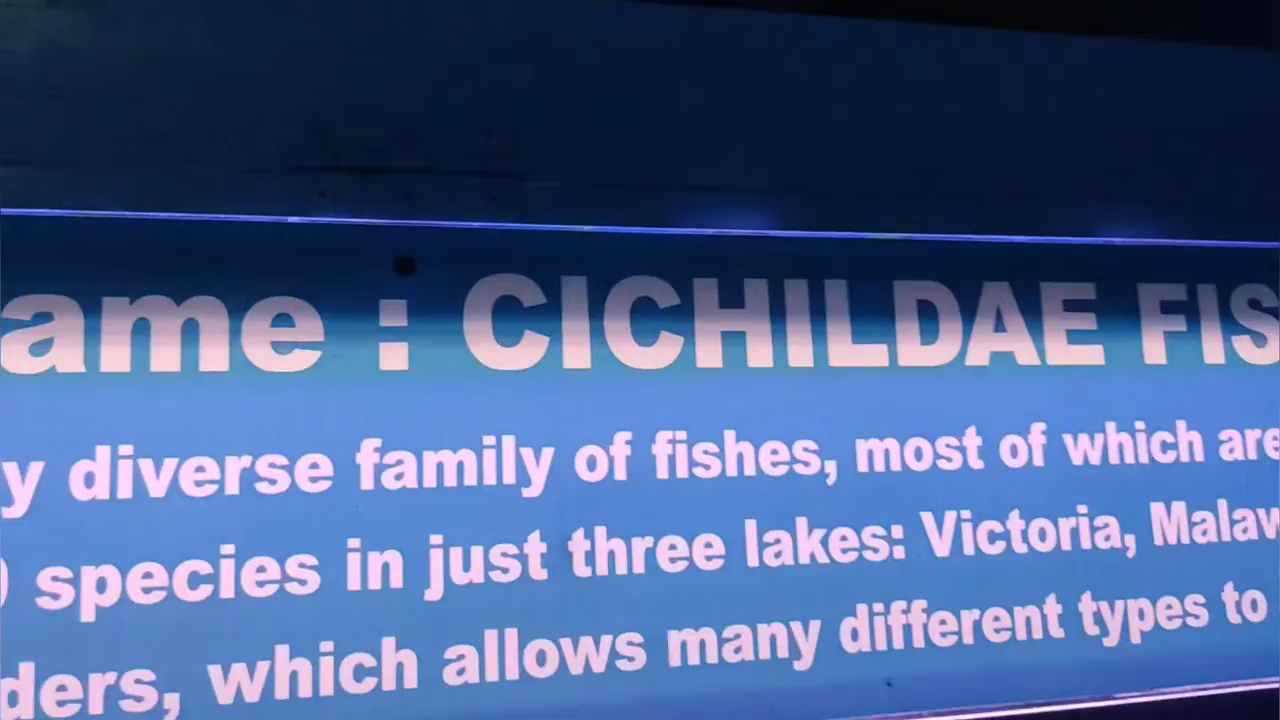 ame : CICHILDAE FIS
y diverse family of fishes, most of which are
) species in just three lakes: Victoria, Malaw
ders, which allows many different types to